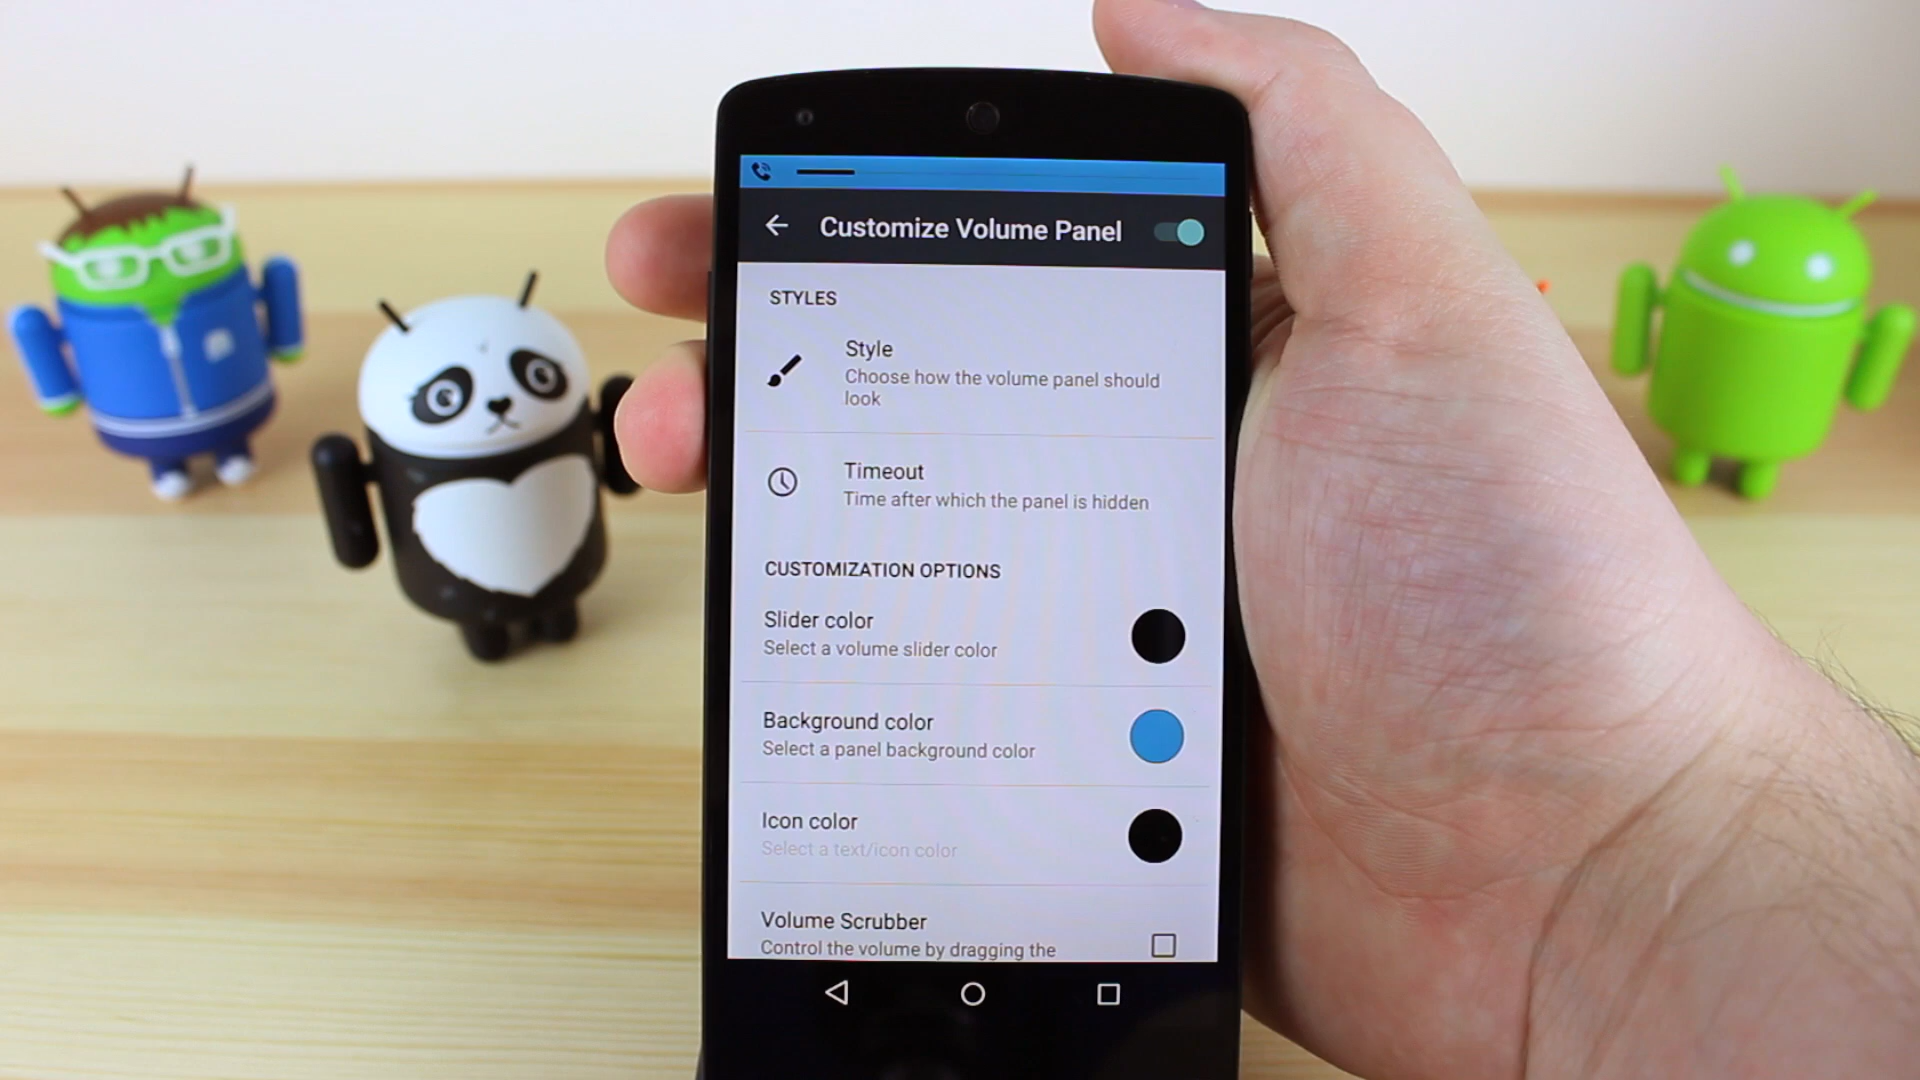 Customize Volume Panel
STYLES
Style
Choose how the volume panel should
look
Timeout
Time after which the panel is hidden
CUSTOMIZATION OPTIONS
Slider color
Select a volume slider color
Background color
Select a panel background color
Icon color
Select a text/icon color
Volume Scrubber
Control the volume by dragging the